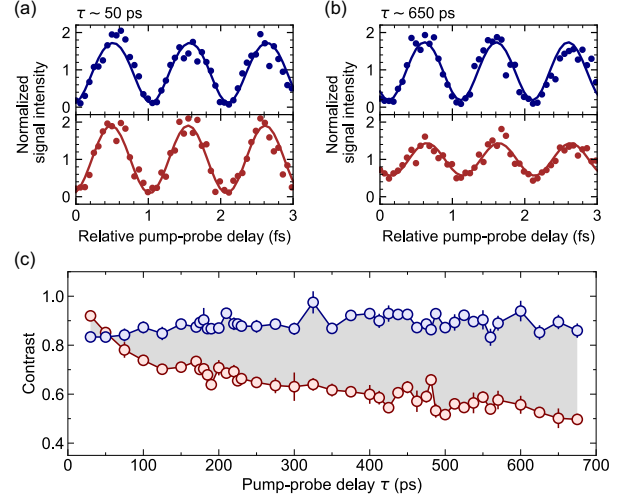 (a) τ ~ 50 ps
(b) τ ~ 650 ps
Normalized
signal intensity
2
1
0
2
1
0
0 1 2 3
Relative pump-probe delay (fs)
Normalized
signal intensity
2
1
0
2
1
0
0 1 2 3
Relative pump-probe delay (fs)
(c)
Contrast
1.0
0.8
0.6
0.4
0 100 200 300 400 500 600 700
Pump-probe delay τ (ps)